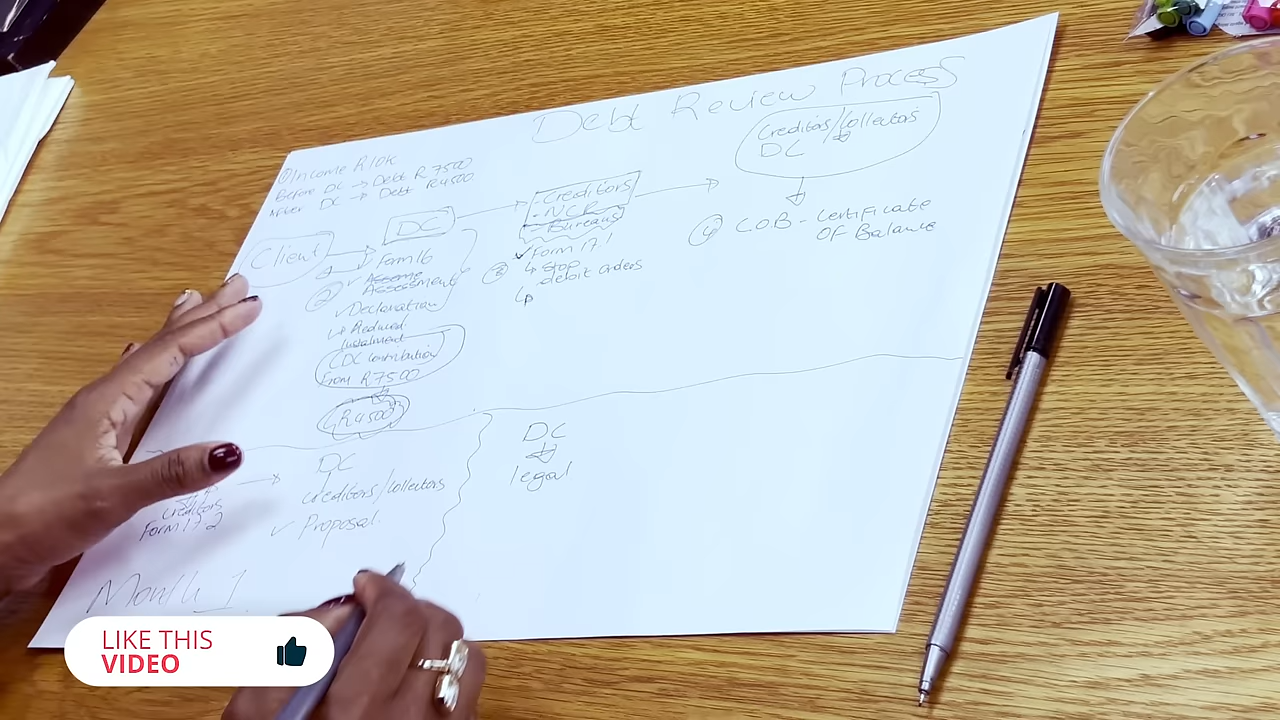 Debt Review Process
① Income R10k
Before DC → Debt R7500
After DC → Debt R4500
Client
DC
Form 16
Assessment
② 
✓ Declaration
Reduced
Instalment
DC contribution
From R7500
R4500
- Creditors
- NCR
- Bureaus
✓ Form 17.1
③ ↳ Stop
debit orders
↳ P
Creditors/Collectors
DC
④ C.O.B - Certificate
OF Balance
creditors
Form 17.2
DC
creditors/collectors
✓ Proposal.
Month 1
DC
legal
LIKE THIS
VIDEO